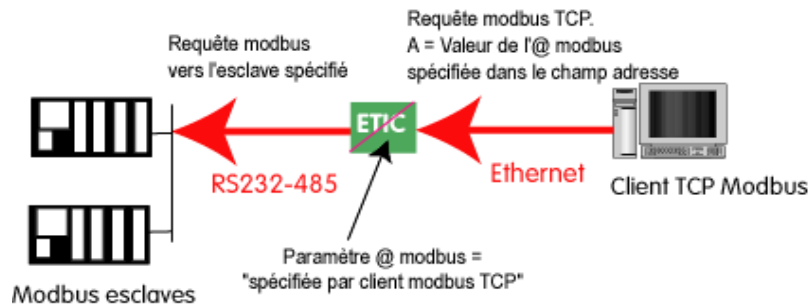 Requête modbus
vers l'esclave spécifié
Requête modbus TCP.
A = Valeur de l'@ modbus
spécifiée dans le champ adresse
ETIC
RS232-485
Ethernet
Client TCP Modbus
Paramètre @ modbus =
"spécifiée par client modbus TCP"
Modbus esclaves